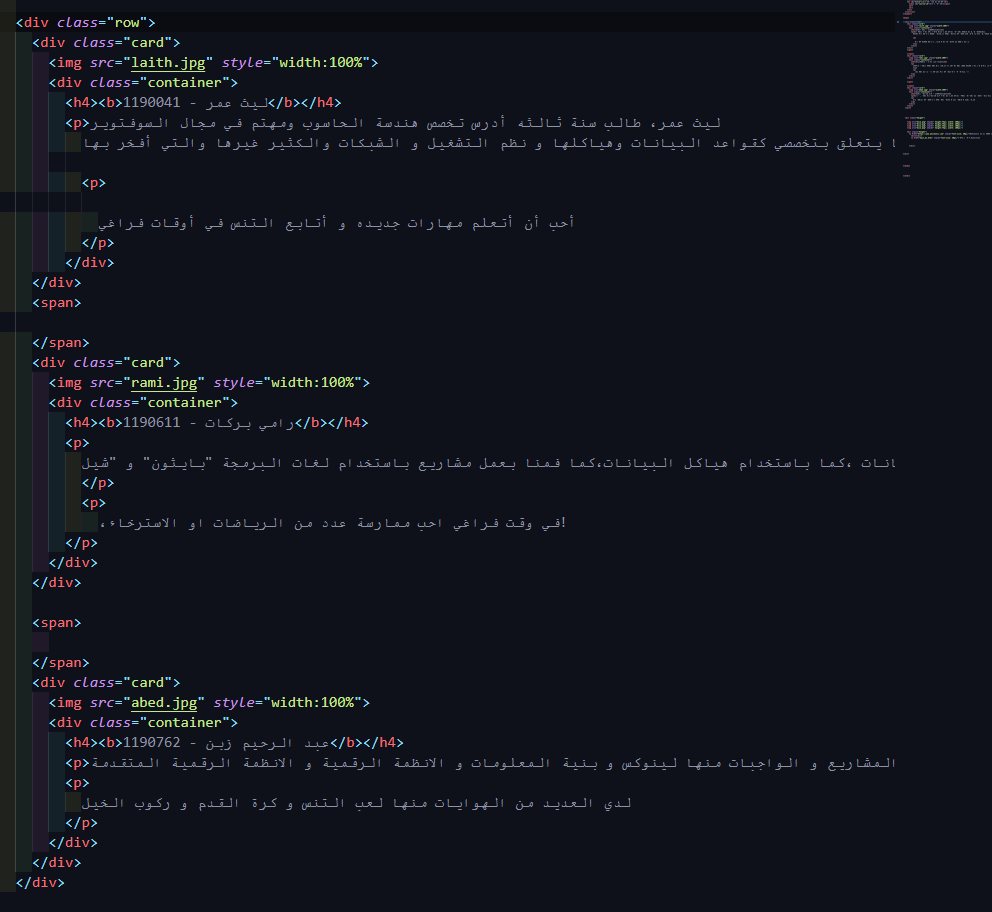 <div class="row">
<div class="card">
<img src="laith.jpg" style="width:100%">
<div class="container">
<h4><b>1190041 - ليث عمر</b></h4>
<p>ليث عمر، طالب سنة ثالثه أدرس تخصص هندسة الحاسوب ومهتم في مجال السوفتوير
يتعلق بتخصصي كقواعد البيانات وهياكلها و نظم التشغيل و الشبكات والكثير غيرها والتي أفخر بها
<p>
أحب أن أتعلم مهارات جديده و أتابع التنس في أوقات فراغي
</p>
</div>
</div>
<span>
</span>
<div class="card">
<img src="rami.jpg" style="width:100%">
<div class="container">
<h4><b>1190611 - رامي بركات</b></h4>
<p>
،كما باستخدام هياكل البيانات،كما قمنا بعمل مشاريع باستخدام لغات البرمجة "بايثون" و "شيل
</p>
<p>
في وقت فراغي احب ممارسة عدد من الرياضات او الاسترخاء،!
</p>
</div>
</div>
<span>
</span>
<div class="card">
<img src="abed.jpg" style="width:100%">
<div class="container">
<h4><b>1190762 - عبد الرحيم زين</b></h4>
<p>المشاريع و الواجبات منها لينوكس و بنية المعلومات و الانظمة الرقمية و الانظمة الرقمية المتقدمة
<p>
لدي العديد من الهوايات منها لعب التنس و كرة القدم و ركوب الخيل
</p>
</div>
</div>
</div>